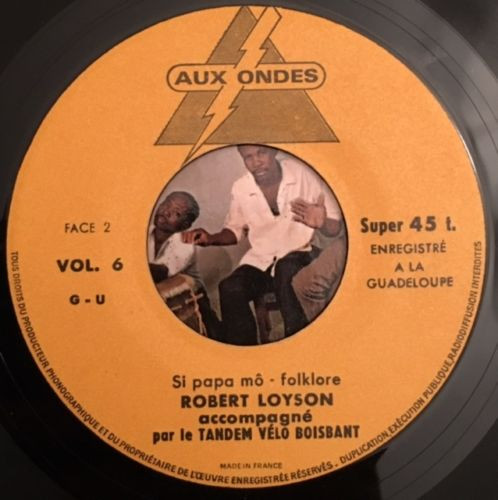 AUX ONDES
FACE 2
VOL. 6
G - U
Super 45 t.
ENREGISTRÉ
A LA
GUADELOUPE
Si papa mô - folklore
ROBERT LOYSON
accompagné
par le TANDEM VÉLO BOISBANT
MADE IN FRANCE
TOUS DROITS DU PRODUCTEUR PHONOGRAPHIQUE ET DU PROPRIÉTAIRE DE L'ŒUVRE ENREGISTRÉE RÉSERVÉS - DUPLICATION, EXÉCUTION PUBLIQUE, RADIODIFFUSION INTERDITES